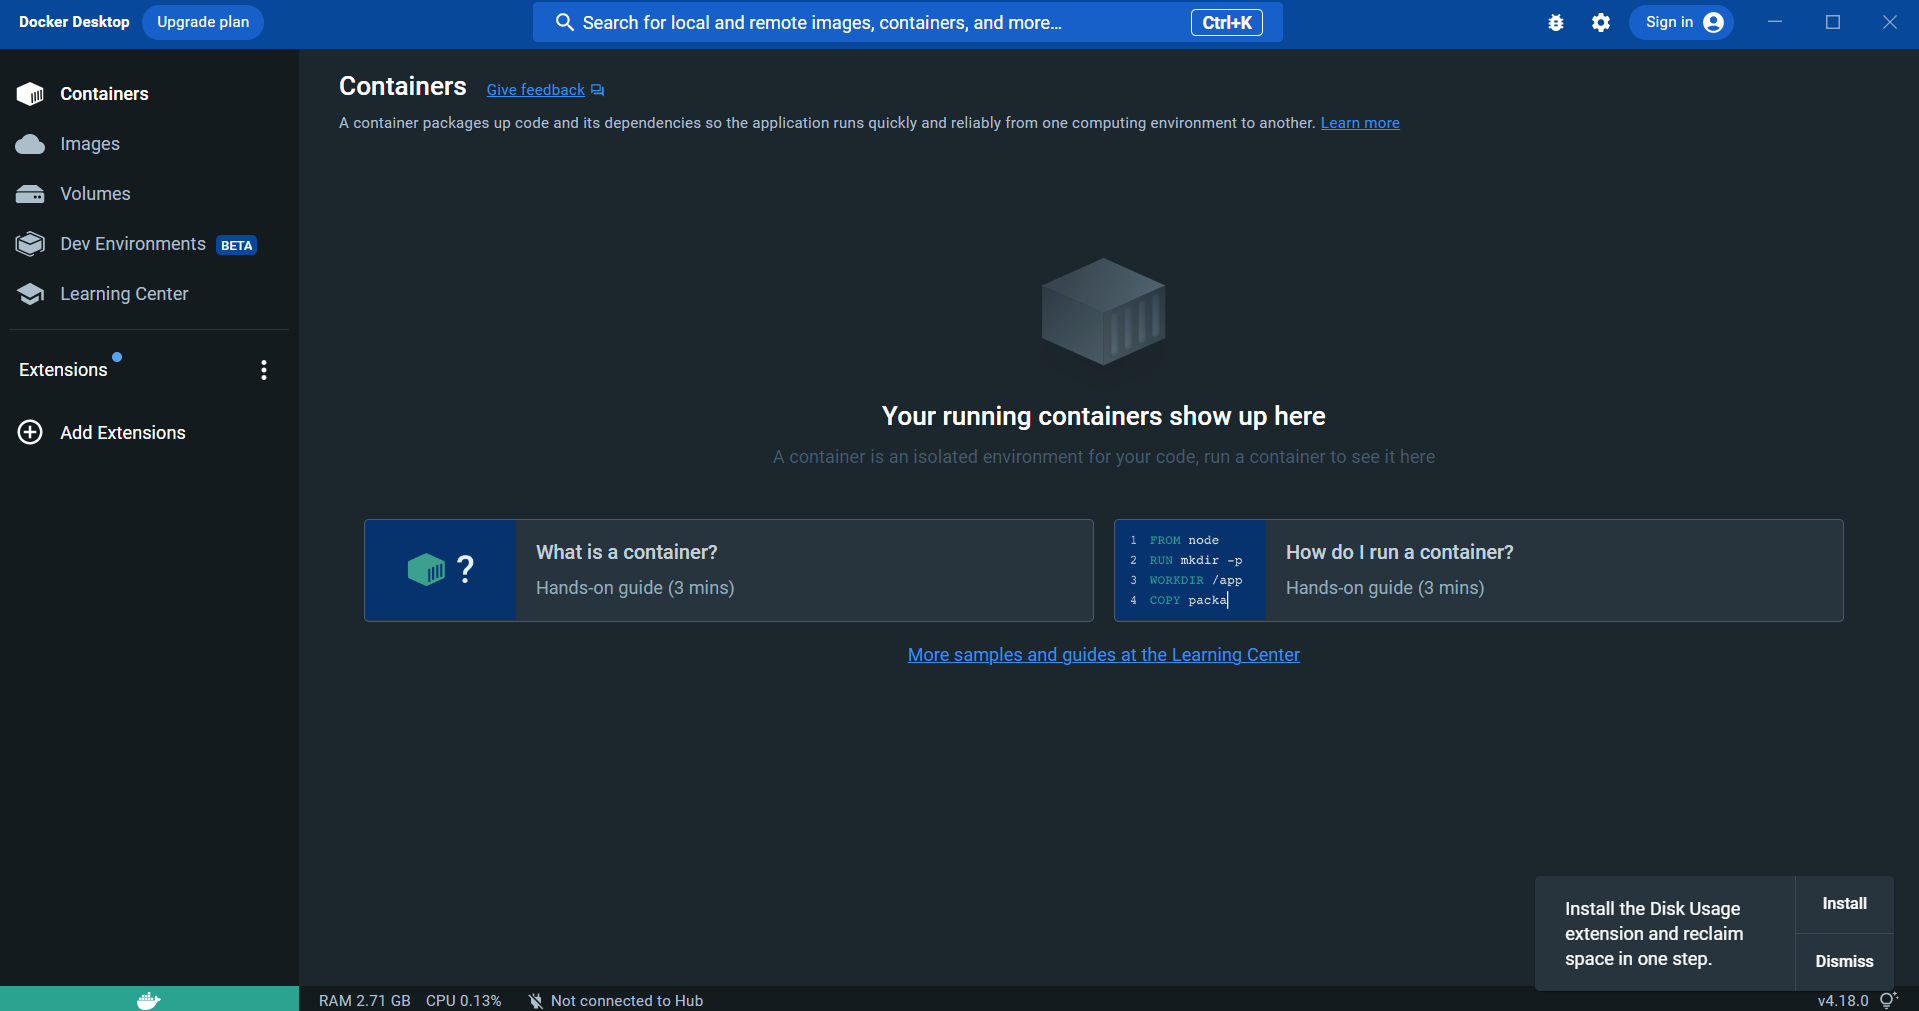 Docker Desktop
Upgrade plan
Search for local and remote images, containers, and more...
Ctrl+K
Sign in
Containers
Images
Volumes
Dev Environments BETA
Learning Center
Extensions
Add Extensions
Containers
Give feedback
A container packages up code and its dependencies so the application runs quickly and reliably from one computing environment to another. Learn more
Your running containers show up here
A container is an isolated environment for your code, run a container to see it here
?
What is a container?
Hands-on guide (3 mins)
1 FROM node
2 RUN mkdir -p
3 WORKDIR /app
4 COPY packa
How do I run a container?
Hands-on guide (3 mins)
More samples and guides at the Learning Center
Install the Disk Usage
extension and reclaim
space in one step.
Install
Dismiss
RAM 2.71 GB CPU 0.13%
Not connected to Hub
v4.18.0